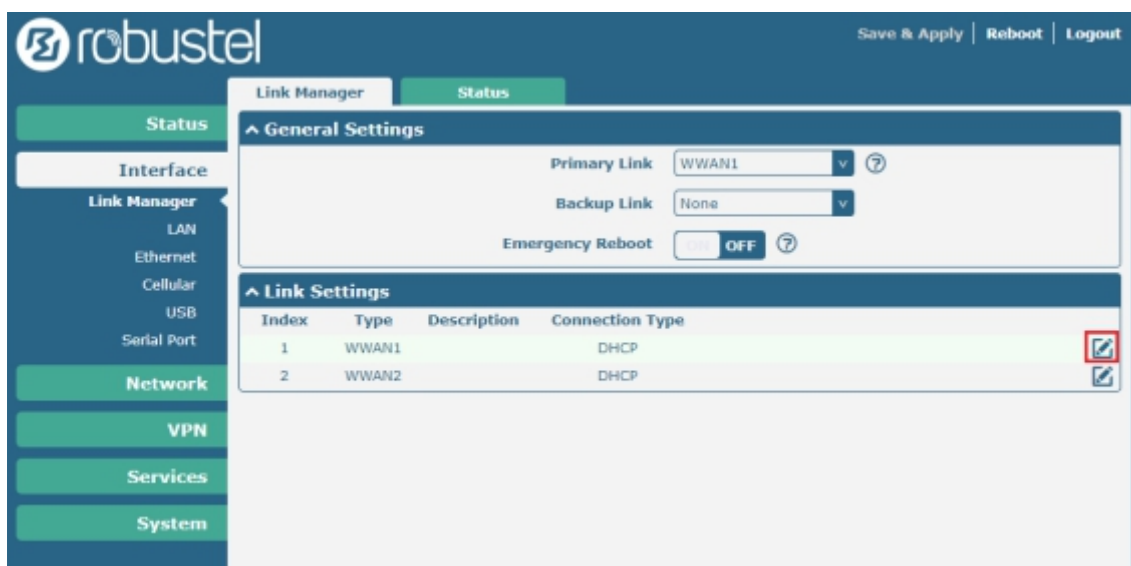 robustel
Save & Apply | Reboot | Logout
Link Manager Status
Status
Interface
Link Manager
LAN
Ethernet
Cellular
USB
Serial Port
Network
VPN
Services
System
General Settings
Primary Link WWAN1 v ?
Backup Link None v
Emergency Reboot ON OFF ?
Link Settings
Index Type Description Connection Type
1 WWAN1 DHCP
2 WWAN2 DHCP